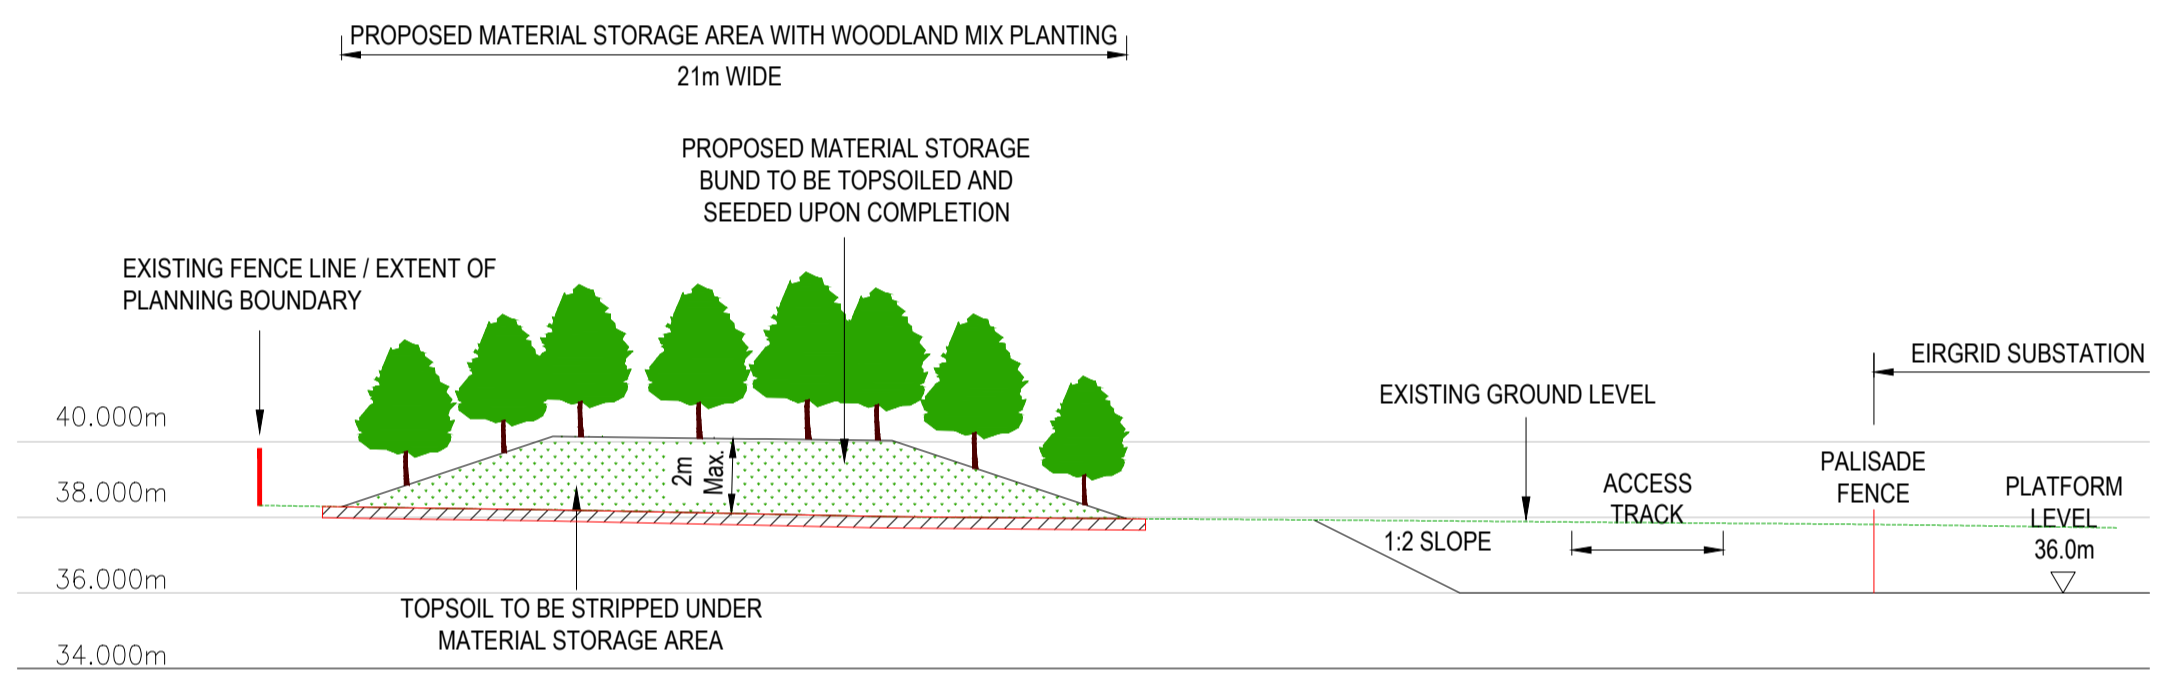 PROPOSED MATERIAL STORAGE AREA WITH WOODLAND MIX PLANTING
21m WIDE
PROPOSED MATERIAL STORAGE
BUND TO BE TOPSOILED AND
SEEDED UPON COMPLETION
EXISTING FENCE LINE / EXTENT OF
PLANNING BOUNDARY
EIRGRID SUBSTATION
EXISTING GROUND LEVEL
40.000m
38.000m
36.000m
34.000m
2m
Max.
PALISADE
FENCE
ACCESS
TRACK
PLATFORM
LEVEL
36.0m
1:2 SLOPE
TOPSOIL TO BE STRIPPED UNDER
MATERIAL STORAGE AREA